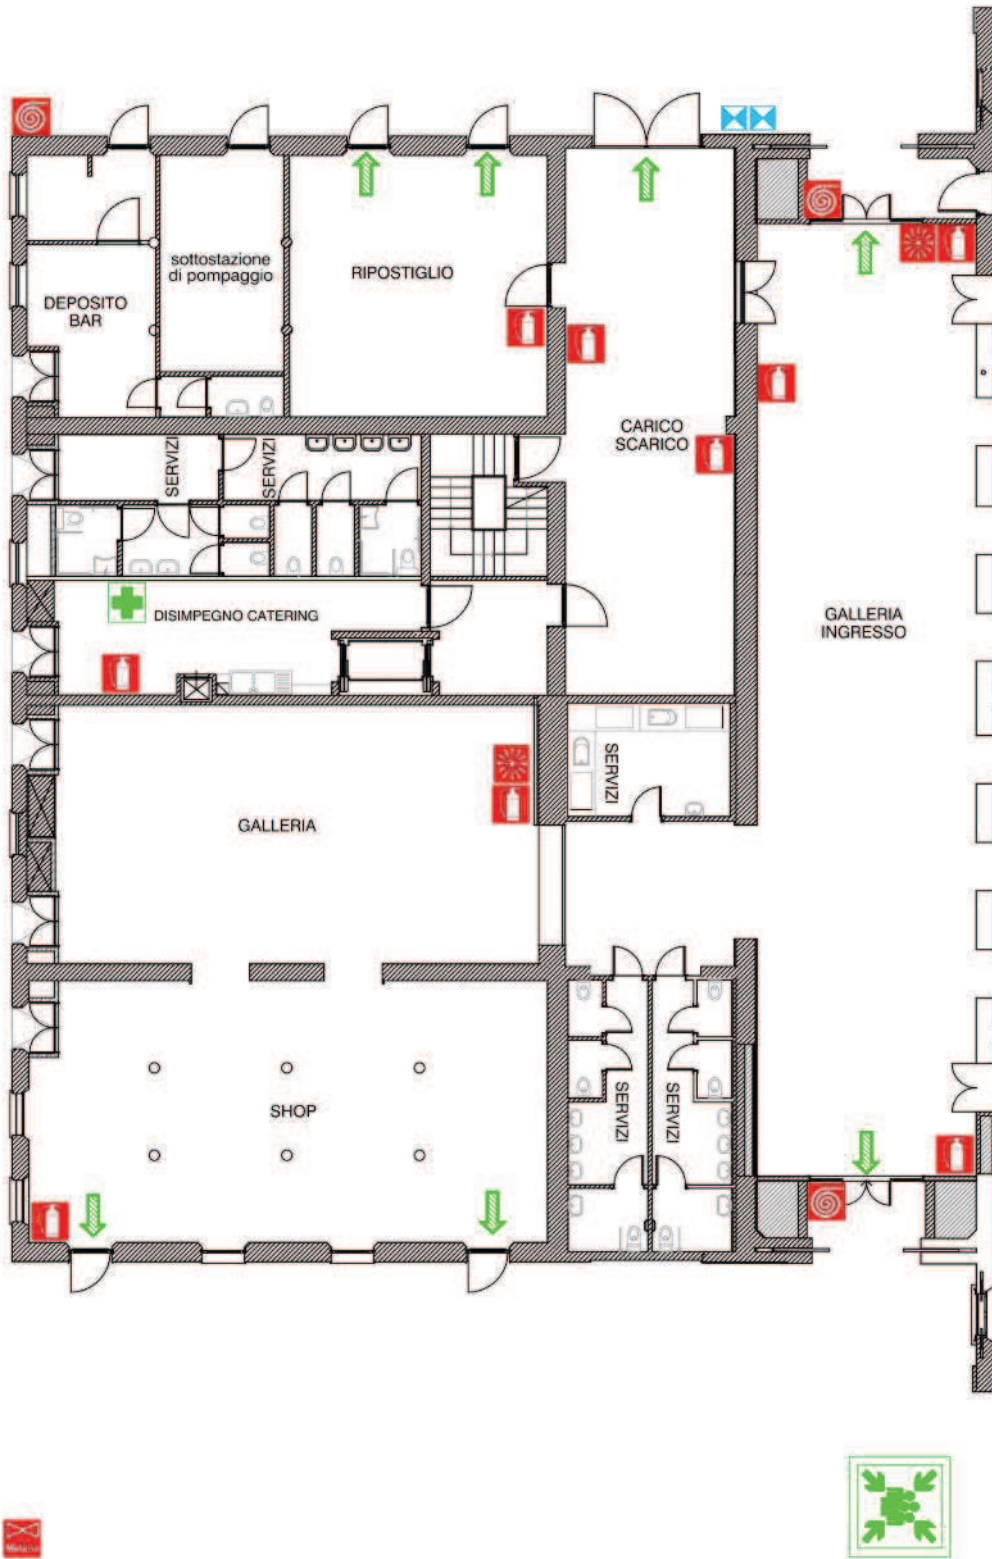 sottostazione
di pompaggio
RIPOSTIGLIO
DEPOSITO
BAR
CARICO
SCARICO
SERVIZI
SERVIZI
DISIMPEGNO CATERING
GALLERIA
INGRESSO
SERVIZI
GALLERIA
SERVIZI
SERVIZI
SHOP